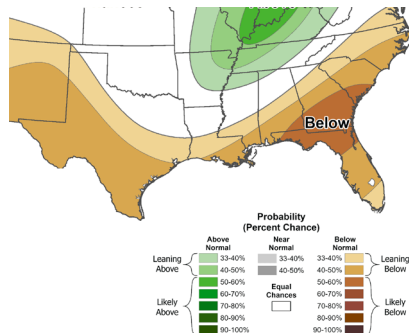 Below
Probability
(Percent Chance)
Above
Normal
Near
Normal
Below
Normal
Leaning
Above
33-40%
40-50%
33-40%
40-50%
33-40%
40-50%
Leaning
Below
Likely
Above
50-60%
60-70%
70-80%
80-90%
90-100%
Equal
Chances
50-60%
60-70%
70-80%
80-90%
90-100%
Likely
Below